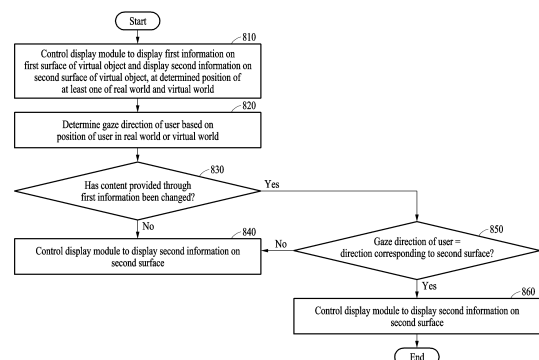 Start
810
Control display module to display first information on
first surface of virtual object and display second information on
second surface of virtual object, at determined position of
at least one of real world and virtual world
820
Determine gaze direction of user based on
position of user in real world or virtual world
830
Has content provided through
first information been changed?
Yes
No
840
Control display module to display second information on
second surface
850
Gaze direction of user =
direction corresponding to second surface?
No
Yes
860
Control display module to display second information on
second surface
End